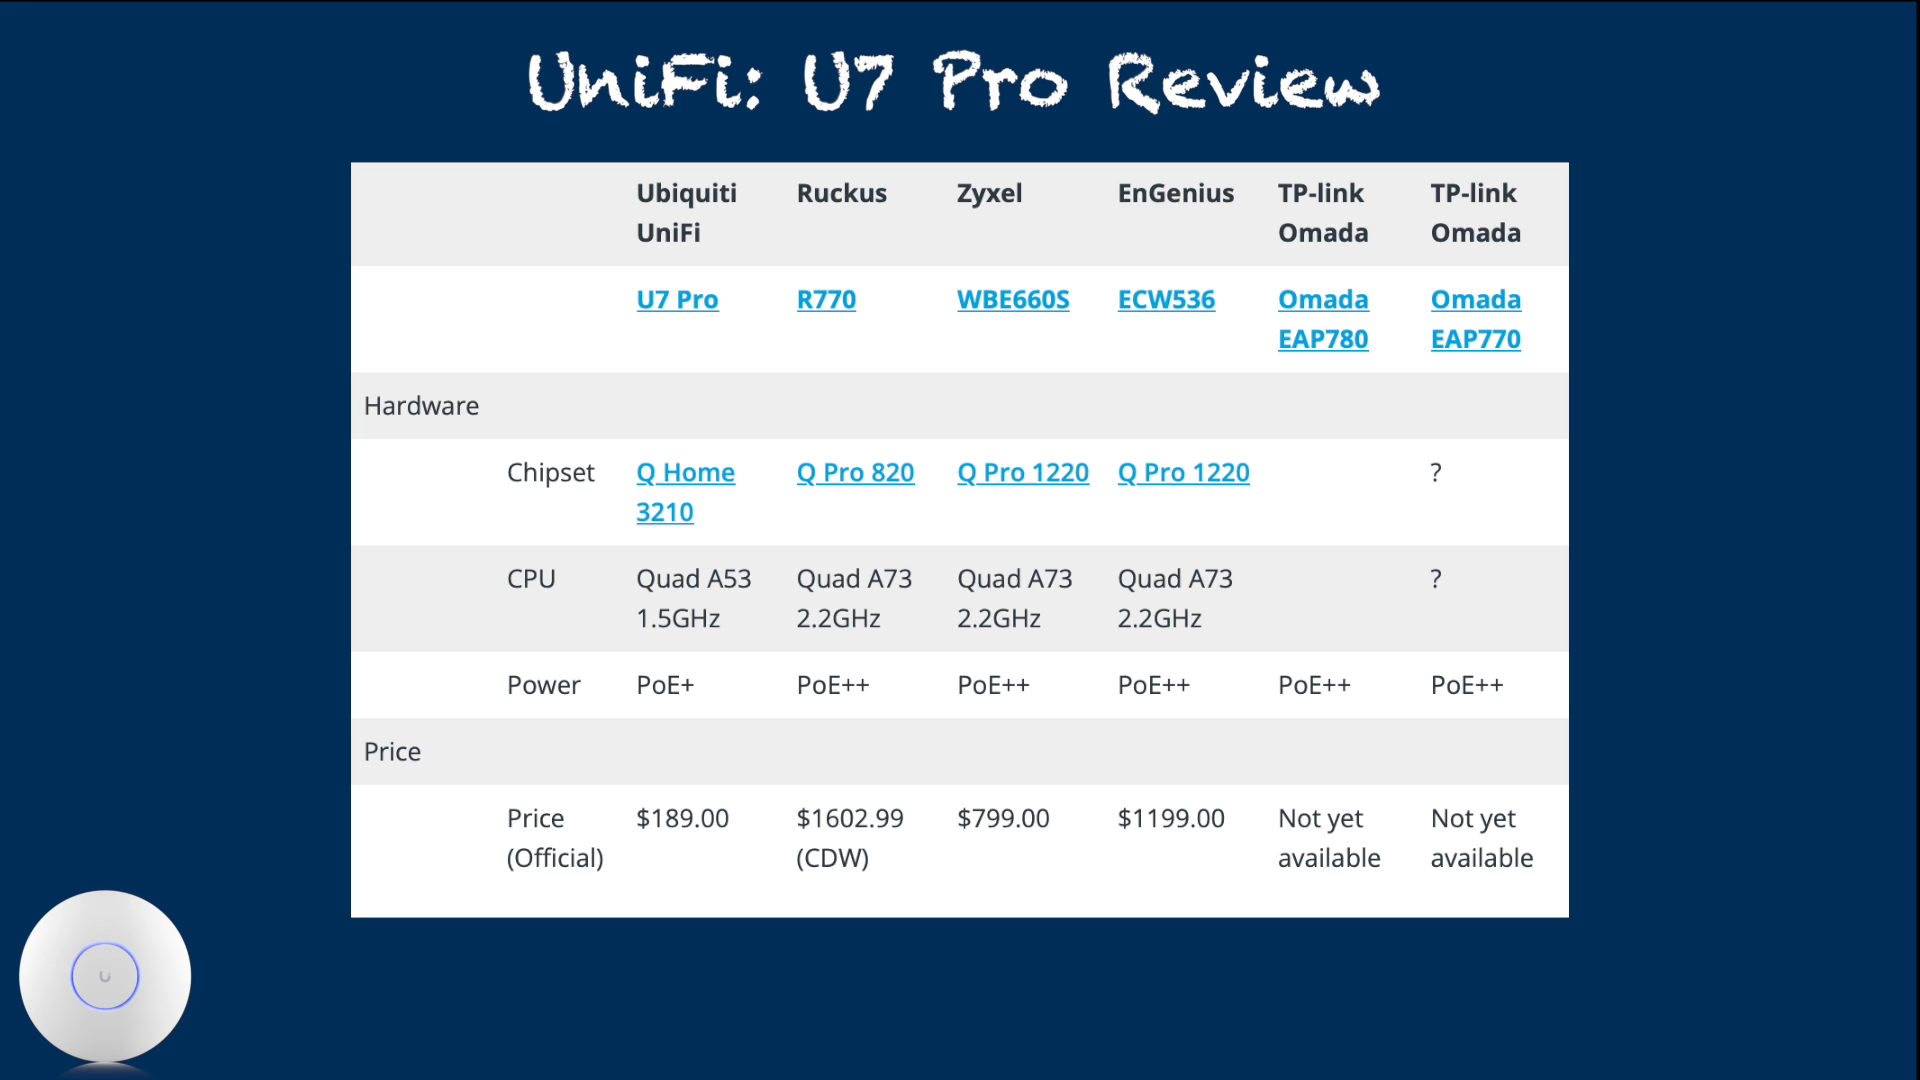 UniFi: U7 Pro Review
Ubiquiti UniFi Ruckus Zyxel EnGenius TP-link Omada TP-link Omada
U7 Pro R770 WBE660S ECW536 Omada EAP780 Omada EAP770
Hardware
Chipset Q Home 3210 Q Pro 820 Q Pro 1220 Q Pro 1220 ?
CPU Quad A53 1.5GHz Quad A73 2.2GHz Quad A73 2.2GHz Quad A73 2.2GHz ?
Power PoE+ PoE++ PoE++ PoE++ PoE++ PoE++
Price
Price (Official) $189.00 $1602.99 (CDW) $799.00 $1199.00 Not yet available Not yet available